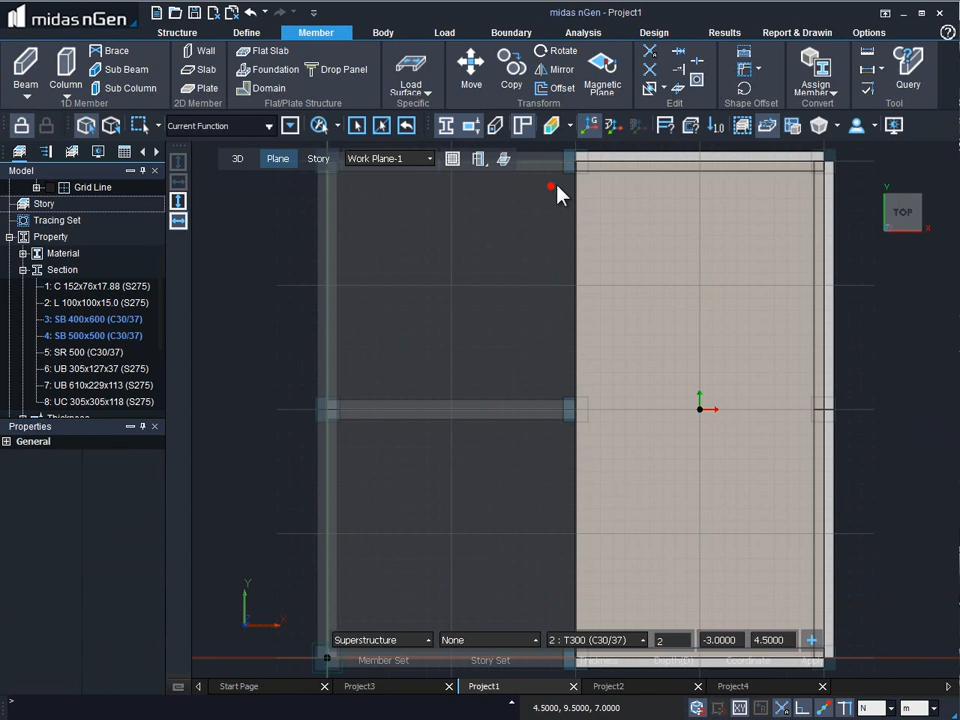 midas nGen
midas nGen - Project1
Structure Define Member Body Load Boundary Analysis Design Results Report & Drawin Options
Beam
Column
Brace
Sub Beam
Sub Column
1D Member
Wall
Slab
Plate
2D Member
Flat Slab
Foundation
Domain
Drop Panel
Flat/Plate Structure
Load Surface
Specific
Move
Copy
Rotate
Mirror
Offset
Magnetic Plane
Transform
Edit
Shape Offset
Assign Member
Convert
Query
Tool
Current Function
1.0
3D Plane Story Work Plane-1
Model
Grid Line
Story
Tracing Set
Property
Material
Section
1: C 152x76x17.88 (S275)
2: L 100x100x15.0 (S275)
3: SB 400x600 (C30/37)
4: SB 500x500 (C30/37)
5: SR 500 (C30/37)
6: UB 305x127x37 (S275)
7: UB 610x229x113 (S275)
8: UC 305x305x118 (S275)
Properties
General
Y
TOP
X
Y
X
Superstructure None 2 : T300 (C30/37) 2 -3.0000 4.5000
Member Set Story Set Thickness Depth(D) Coordinate
Start Page Project3 Project1 Project2 Project4
>
4.5000, 9.5000, 7.0000
N m